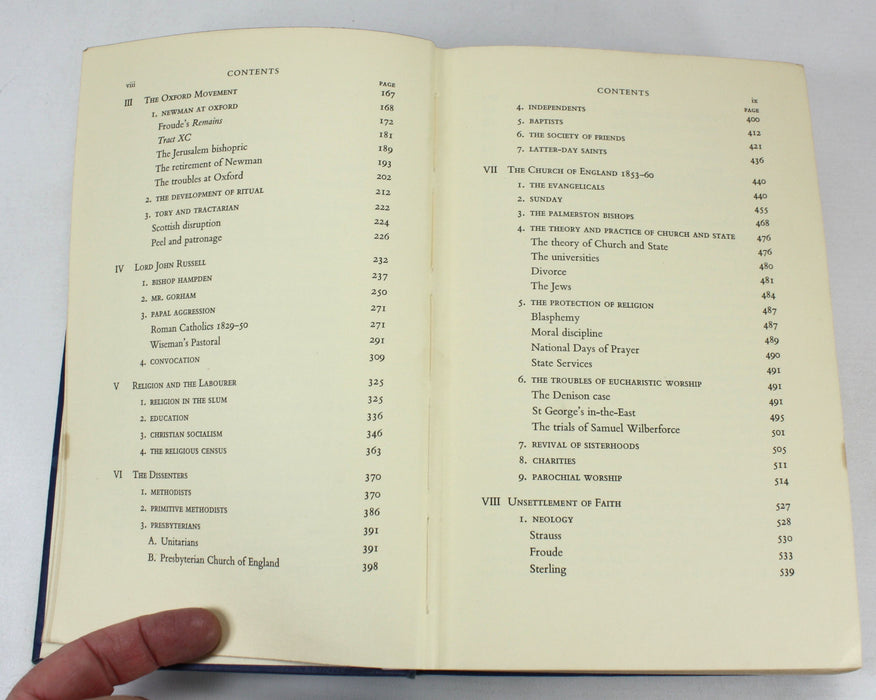 viii CONTENTS
PAGE
III THE OXFORD MOVEMENT 167
1. NEWMAN AT OXFORD 168
Froude's Remains 172
Tract XC 181
The Jerusalem bishopric 189
The retirement of Newman 193
The troubles at Oxford 202
2. THE DEVELOPMENT OF RITUAL 212
3. TORY AND TRACTARIAN 222
Scottish disruption 224
Peel and patronage 226
IV LORD JOHN RUSSELL 232
1. BISHOP HAMPDEN 237
2. MR. GORHAM 250
3. PAPAL AGGRESSION 271
Roman Catholics 1829–50 271
Wiseman's Pastoral 291
4. CONVOCATION 309
V RELIGION AND THE LABOURER 325
1. RELIGION IN THE SLUM 325
2. EDUCATION 336
3. CHRISTIAN SOCIALISM 346
4. THE RELIGIOUS CENSUS 363
VI THE DISSENTERS 370
1. METHODISTS 370
2. PRIMITIVE METHODISTS 386
3. PRESBYTERIANS 391
A. Unitarians 391
B. Presbyterian Church of England 398
CONTENTS ix
PAGE
4. INDEPENDENTS 400
5. BAPTISTS 412
6. THE SOCIETY OF FRIENDS 421
7. LATTER-DAY SAINTS 436
VII THE CHURCH OF ENGLAND 1853–60 440
1. THE EVANGELICALS 440
2. SUNDAY 455
3. THE PALMERSTON BISHOPS 468
4. THE THEORY AND PRACTICE OF CHURCH AND STATE 476
The theory of Church and State 476
The universities 480
Divorce 481
The Jews 484
5. THE PROTECTION OF RELIGION 487
Blasphemy 487
Moral discipline 489
National Days of Prayer 490
State Services 491
6. THE TROUBLES OF EUCHARISTIC WORSHIP 491
The Denison case 491
St George's in-the-East 495
The trials of Samuel Wilberforce 501
7. REVIVAL OF SISTERHOODS 505
8. CHARITIES 511
9. PAROCHIAL WORSHIP 514
VIII UNSETTLEMENT OF FAITH 527
1. NEOLOGY 528
Strauss 530
Froude 533
Sterling 539